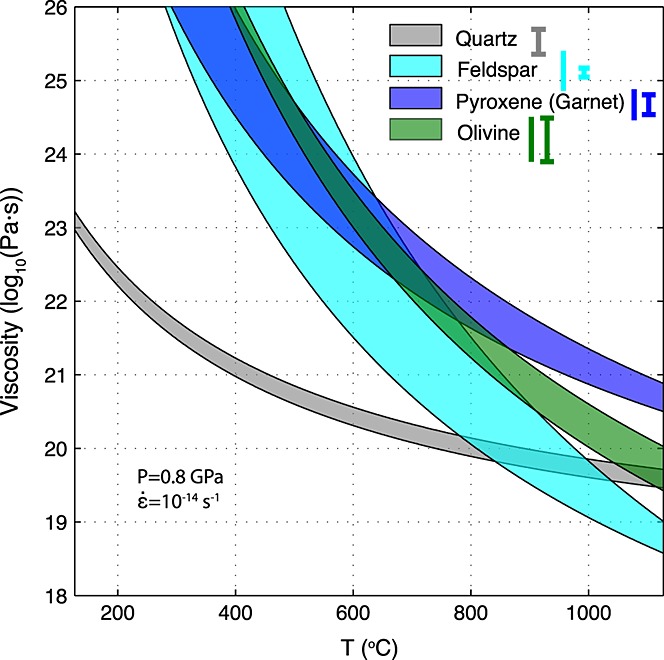 26
25
24
23
22
21
20
19
18
Viscosity (log₁₀(Pa·s))
Quartz
Feldspar
Pyroxene (Garnet)
Olivine
P=0.8 GPa
ε̇=10⁻¹⁴ s⁻¹
200 400 600 800 1000
T (ºC)